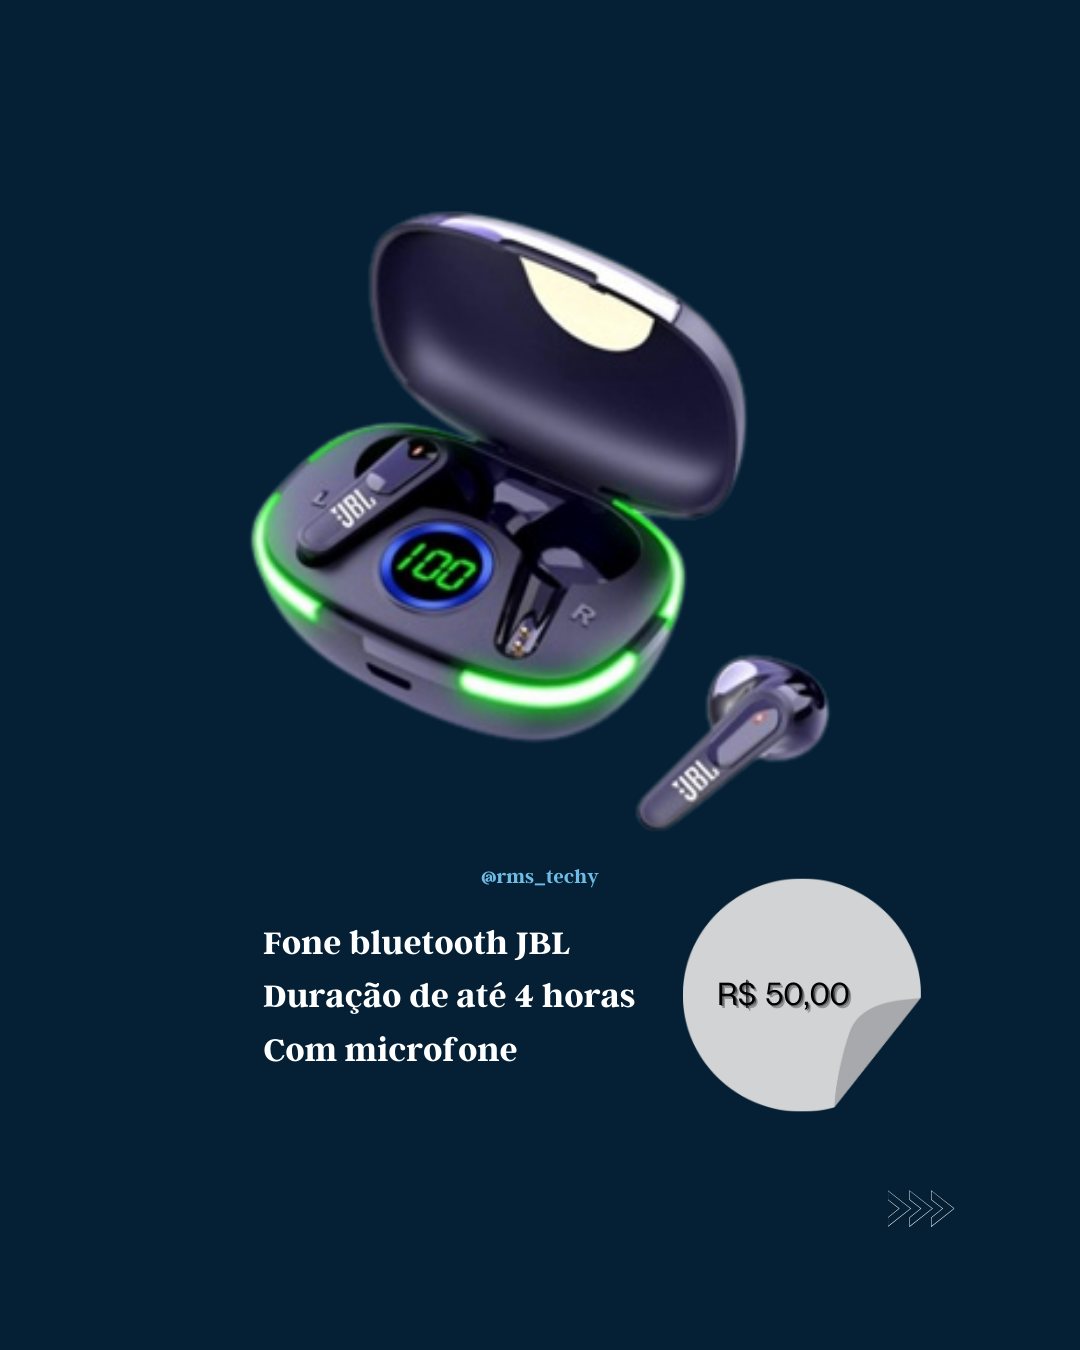 L
JBL
100
R
JBL
@rms_techy
Fone bluetooth JBL
Duração de até 4 horas
Com microfone
R$ 50,00